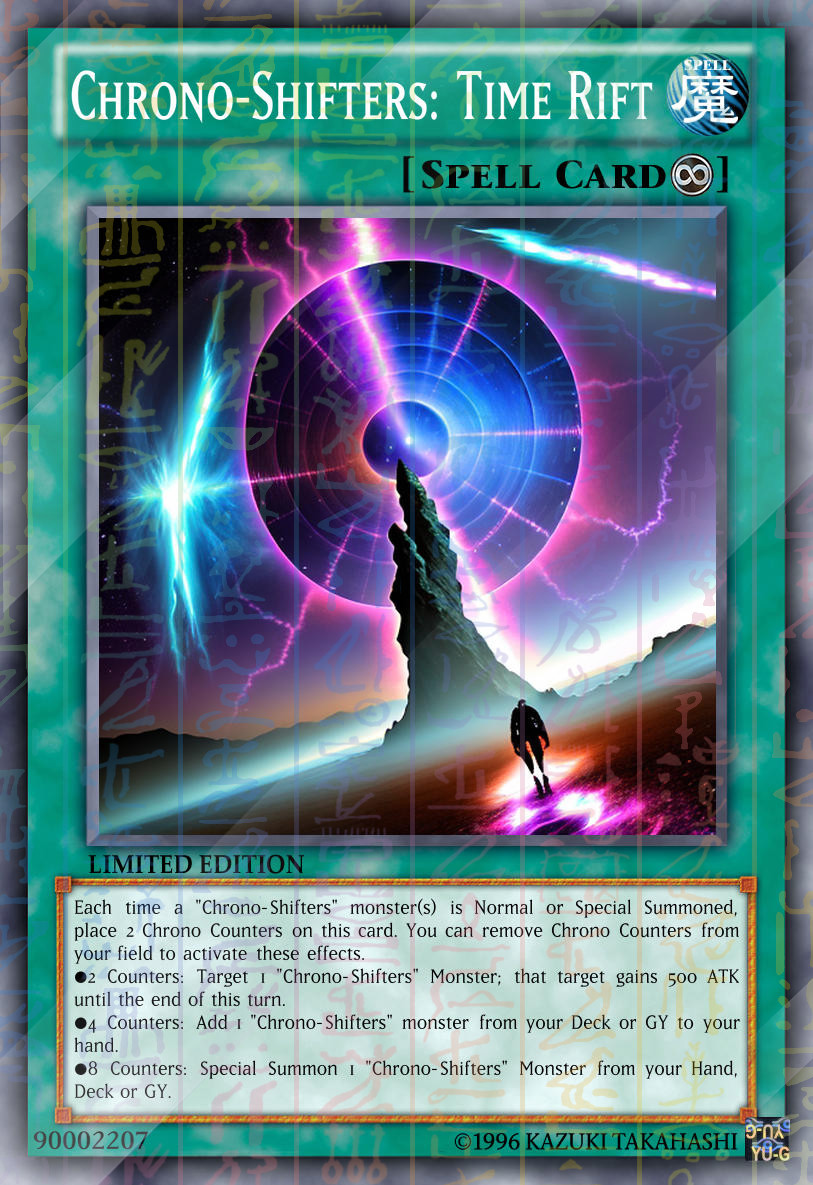 CHRONO-SHIFTERS: TIME RIFT
SPELL
魔
[SPELL CARD]
LIMITED EDITION
Each time a "Chrono-Shifters" monster(s) is Normal or Special Summoned,
place 2 Chrono Counters on this card. You can remove Chrono Counters from
your field to activate these effects.
●2 Counters: Target 1 "Chrono-Shifters" Monster; that target gains 500 ATK
until the end of this turn.
●4 Counters: Add 1 "Chrono-Shifters" monster from your Deck or GY to your
hand.
●8 Counters: Special Summon 1 "Chrono-Shifters" Monster from your Hand,
Deck or GY.
90002207
©1996 KAZUKI TAKAHASHI
YU-G